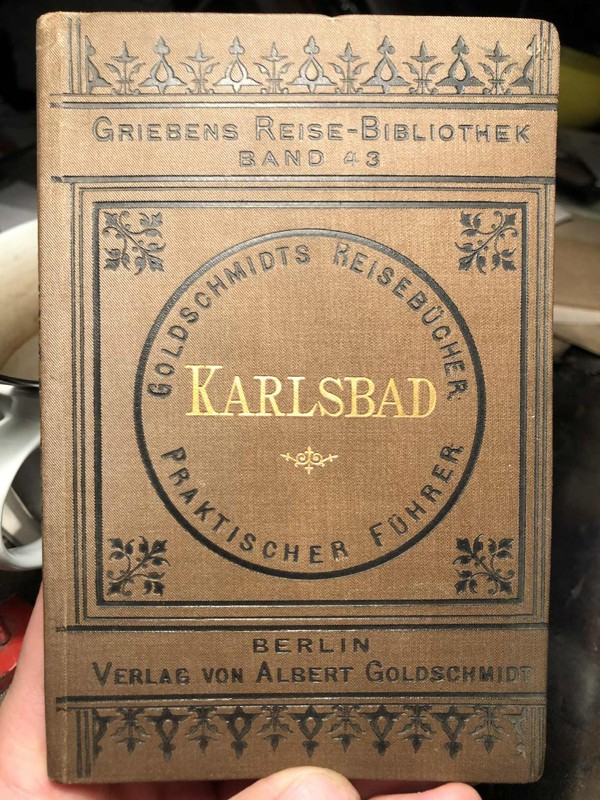 GRIEBENS REISE-BIBLIOTHEK
BAND 43
GOLDSCHMIDTS REISEBÜCHER.
KARLSBAD
PRAKTISCHER FÜHRER
BERLIN
VERLAG VON ALBERT GOLDSCHMIDT